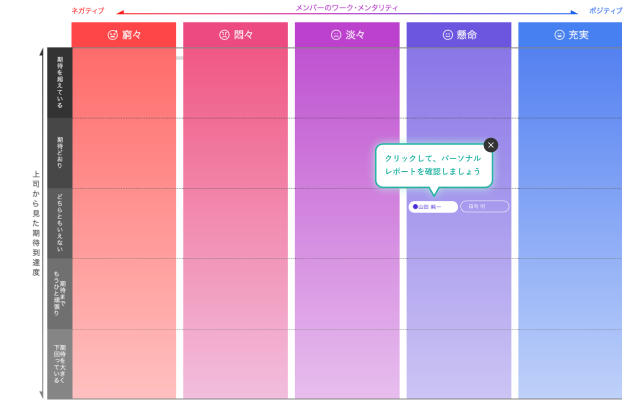 ネガティブ
メンバーのワーク・メンタリティ
ポジティブ
窮々
悶々
淡々
懸命
充実
上司から見た期待到達度
期待を超えている
期待どおり
どちらともいえない
期待まで
もうひと頑張り
期待を大きく
下回っている
クリックして、パーソナル
レポートを確認しましょう
山田 純一